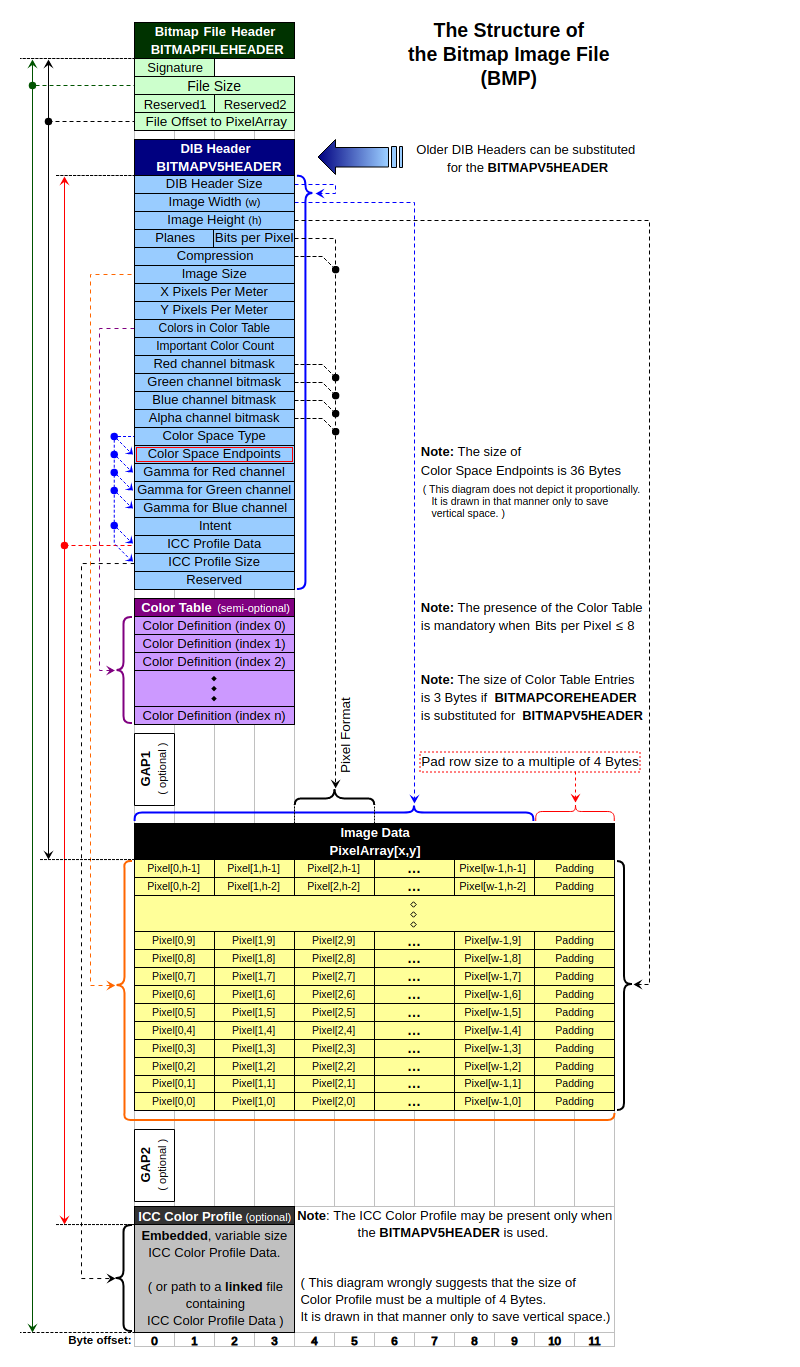 The Structure of
the Bitmap Image File
(BMP)
Bitmap File Header
BITMAPFILEHEADER
Signature
File Size
Reserved1 Reserved2
File Offset to PixelArray
DIB Header
BITMAPV5HEADER
Older DIB Headers can be substituted
for the BITMAPV5HEADER
DIB Header Size
Image Width (w)
Image Height (h)
Planes Bits per Pixel
Compression
Image Size
X Pixels Per Meter
Y Pixels Per Meter
Colors in Color Table
Important Color Count
Red channel bitmask
Green channel bitmask
Blue channel bitmask
Alpha channel bitmask
Color Space Type
Color Space Endpoints
Gamma for Red channel
Gamma for Green channel
Gamma for Blue channel
Intent
ICC Profile Data
ICC Profile Size
Reserved
Note: The size of
Color Space Endpoints is 36 Bytes
( This diagram does not depict it proportionally.
It is drawn in that manner only to save
vertical space. )
Color Table (semi-optional)
Color Definition (index 0)
Color Definition (index 1)
Color Definition (index 2)
Color Definition (index n)
Note: The presence of the Color Table
is mandatory when Bits per Pixel ≤ 8
Note: The size of Color Table Entries
is 3 Bytes if BITMAPCOREHEADER
is substituted for BITMAPV5HEADER
GAP1
( optional )
Pixel Format
Pad row size to a multiple of 4 Bytes
Image Data
PixelArray[x,y]
Pixel[0,h-1] Pixel[1,h-1] Pixel[2,h-1] ... Pixel[w-1,h-1] Padding
Pixel[0,h-2] Pixel[1,h-2] Pixel[2,h-2] ... Pixel[w-1,h-2] Padding
Pixel[0,9] Pixel[1,9] Pixel[2,9] ... Pixel[w-1,9] Padding
Pixel[0,8] Pixel[1,8] Pixel[2,8] ... Pixel[w-1,8] Padding
Pixel[0,7] Pixel[1,7] Pixel[2,7] ... Pixel[w-1,7] Padding
Pixel[0,6] Pixel[1,6] Pixel[2,6] ... Pixel[w-1,6] Padding
Pixel[0,5] Pixel[1,5] Pixel[2,5] ... Pixel[w-1,5] Padding
Pixel[0,4] Pixel[1,4] Pixel[2,4] ... Pixel[w-1,4] Padding
Pixel[0,3] Pixel[1,3] Pixel[2,3] ... Pixel[w-1,3] Padding
Pixel[0,2] Pixel[1,2] Pixel[2,2] ... Pixel[w-1,2] Padding
Pixel[0,1] Pixel[1,1] Pixel[2,1] ... Pixel[w-1,1] Padding
Pixel[0,0] Pixel[1,0] Pixel[2,0] ... Pixel[w-1,0] Padding
GAP2
( optional )
ICC Color Profile (optional)
Embedded, variable size
ICC Color Profile Data.
( or path to a linked file
containing
ICC Color Profile Data )
Note: The ICC Color Profile may be present only when
the BITMAPV5HEADER is used.
( This diagram wrongly suggests that the size of
Color Profile must be a multiple of 4 Bytes.
It is drawn in that manner only to save vertical space.)
Byte offset: 0 1 2 3 4 5 6 7 8 9 10 11